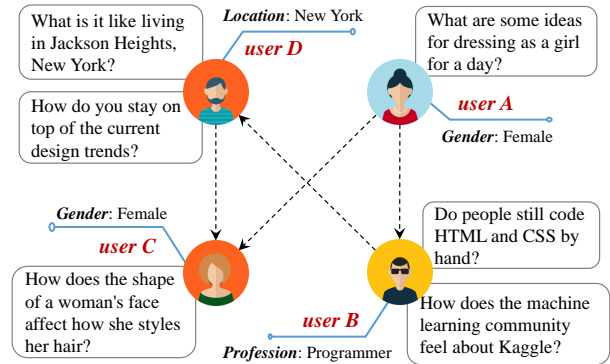 What is it like living
in Jackson Heights,
New York?
How do you stay on
top of the current
design trends?
Location: New York
user D
What are some ideas
for dressing as a girl
for a day?
user A
Gender: Female
Gender: Female
user C
How does the shape
of a woman's face
affect how she styles
her hair?
Do people still code
HTML and CSS by
hand?
How does the machine
learning community
feel about Kaggle?
user B
Profession: Programmer